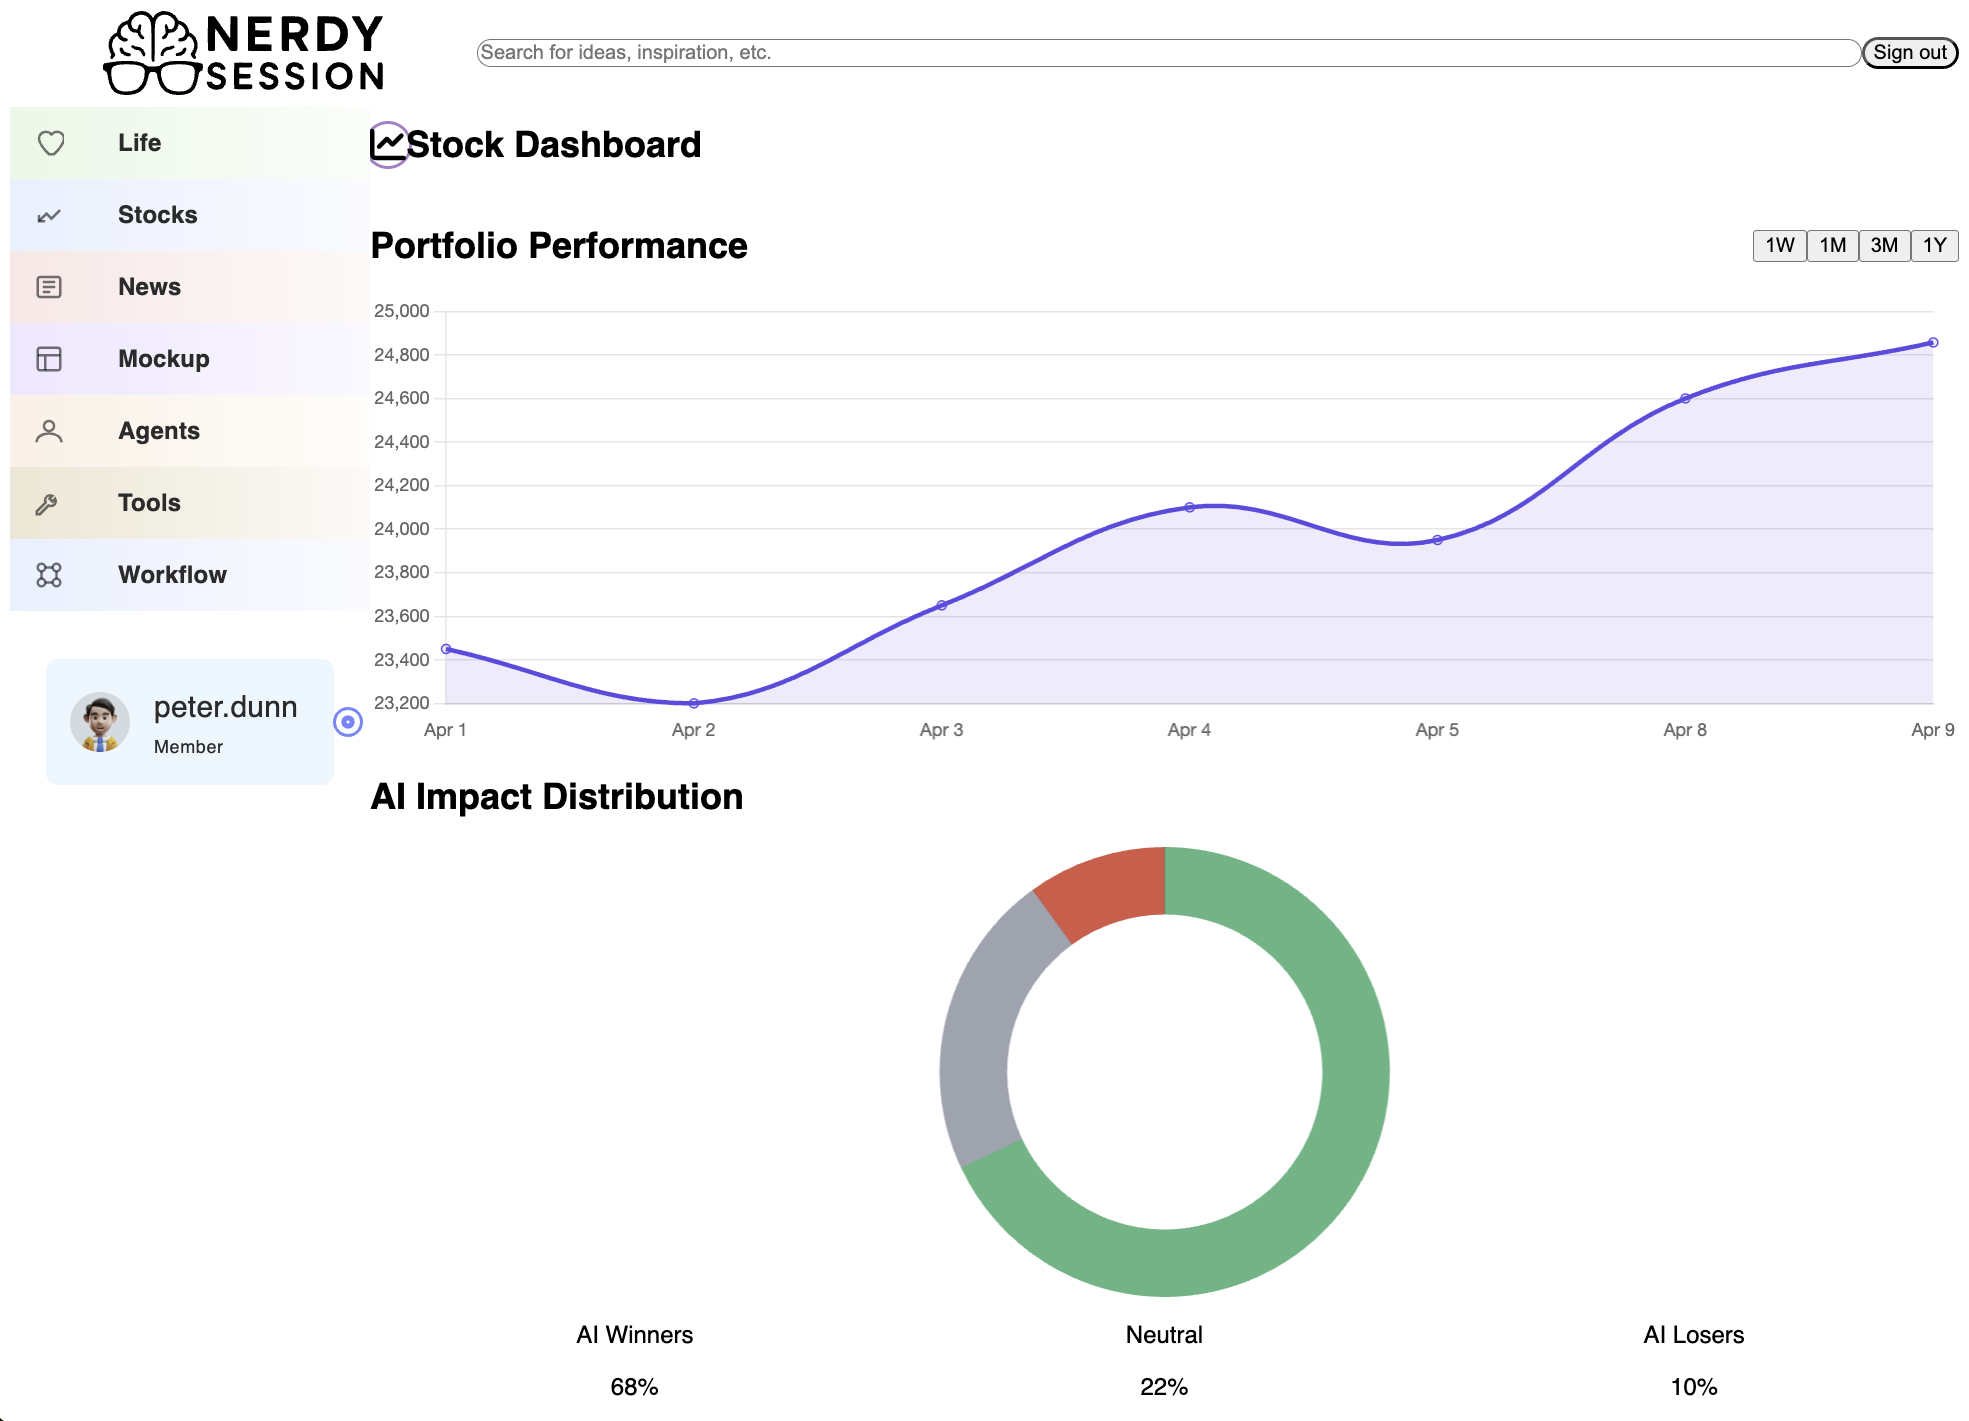 NERDY
SESSION
Search for ideas, inspiration, etc.
Sign out
Life
Stocks
News
Mockup
Agents
Tools
Workflow
peter.dunn
Member
Stock Dashboard
Portfolio Performance
1W 1M 3M 1Y
25,000
24,800
24,600
24,400
24,200
24,000
23,800
23,600
23,400
23,200
Apr 1 Apr 2 Apr 3 Apr 4 Apr 5 Apr 8 Apr 9
AI Impact Distribution
AI Winners Neutral AI Losers
68% 22% 10%